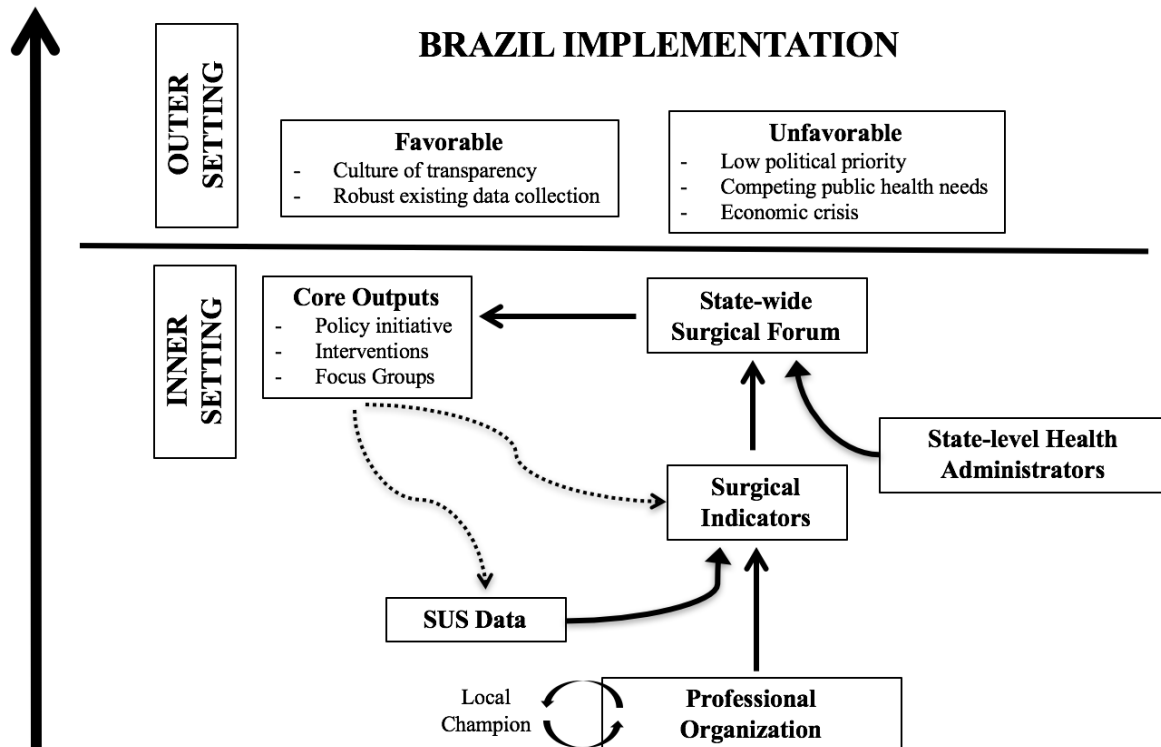 BRAZIL IMPLEMENTATION
OUTER
SETTING
Favorable
- Culture of transparency
- Robust existing data collection
Unfavorable
- Low political priority
- Competing public health needs
- Economic crisis
INNER
SETTING
Core Outputs
- Policy initiative
- Interventions
- Focus Groups
State-wide
Surgical Forum
State-level Health
Administrators
Surgical
Indicators
SUS Data
Local
Champion
Professional
Organization